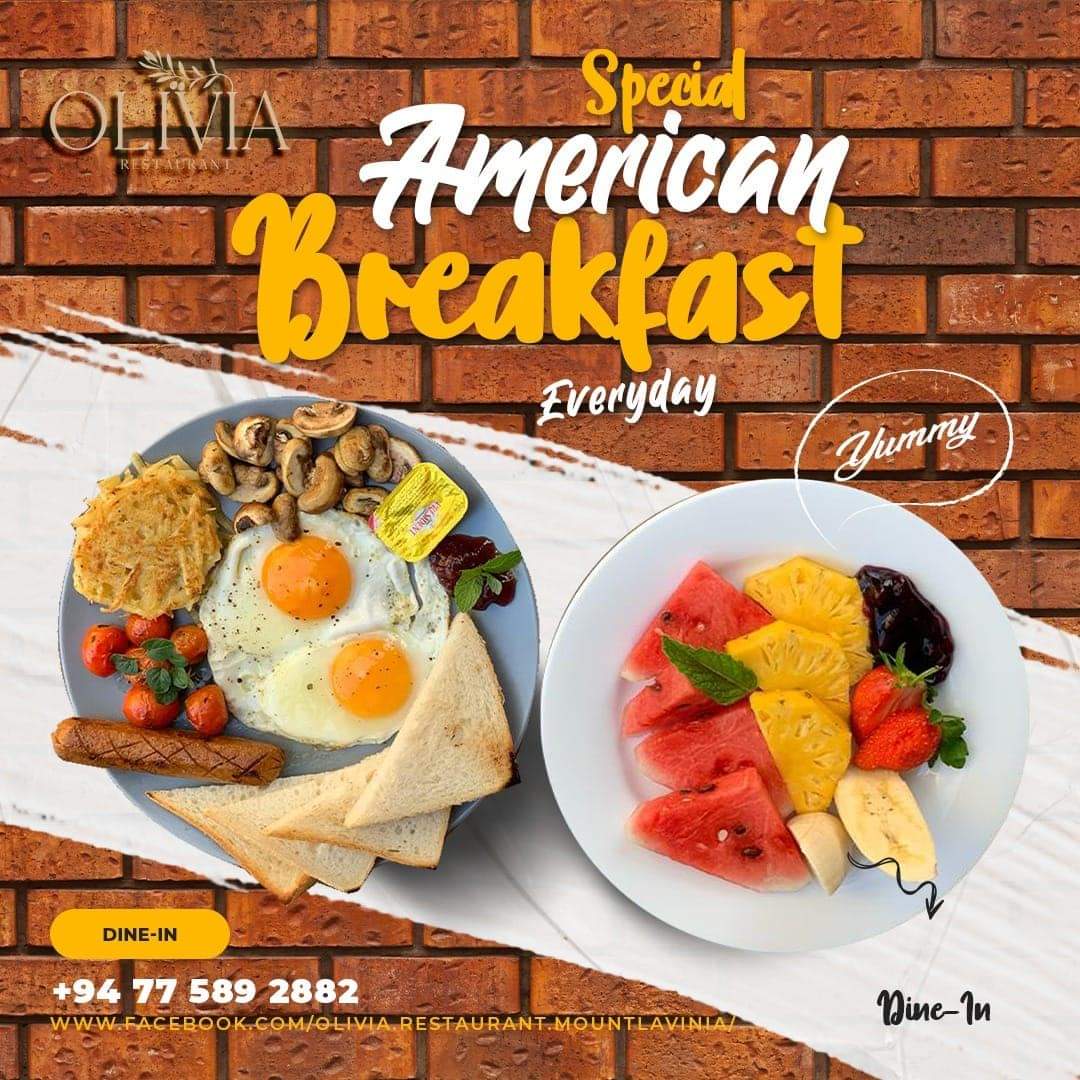 OLIVIA
RESTAURANT
Special
American
Breakfast
Everyday
Yummy
PRESIDENT
DINE-IN
+94 77 589 2882
WWW.FACEBOOK.COM/OLIVIA.RESTAURANT.MOUNTLAVINIA/
Dine-In